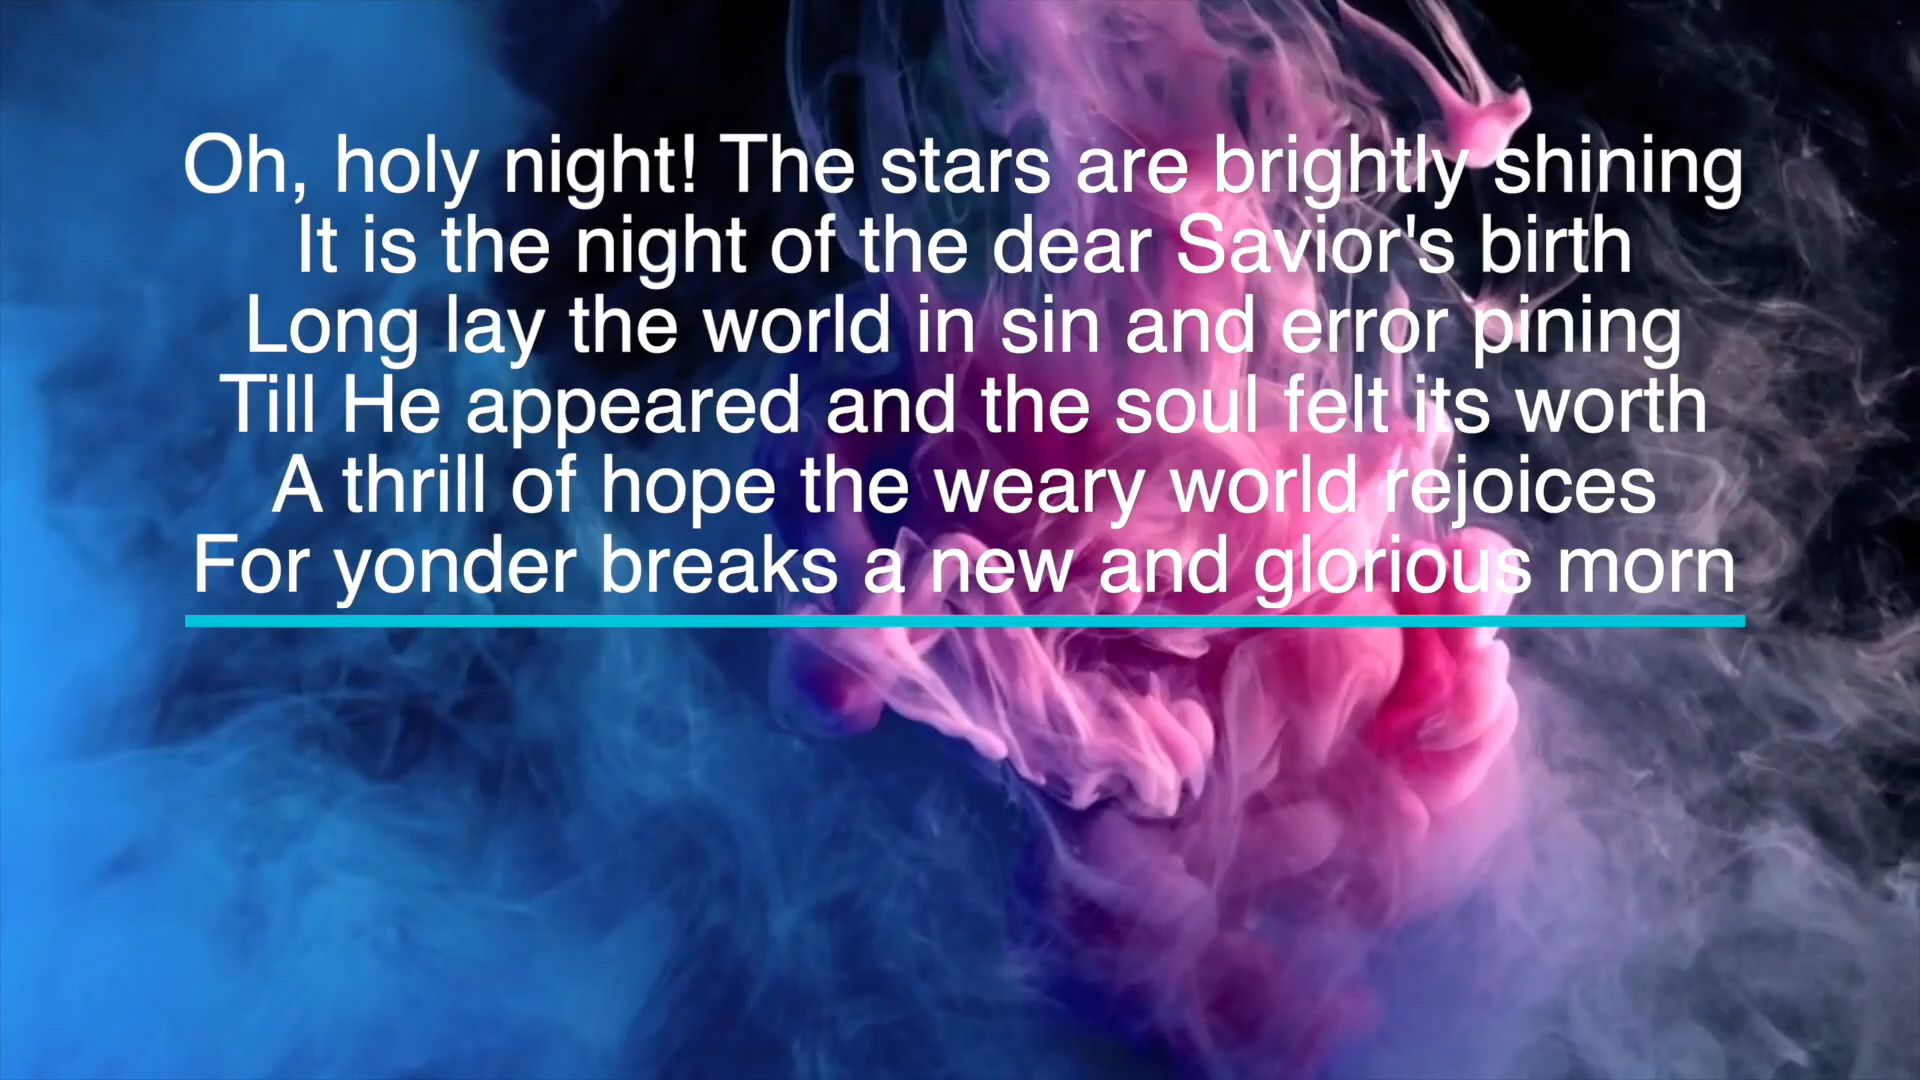 Oh, holy night! The stars are brightly shining
It is the night of the dear Savior's birth
Long lay the world in sin and error pining
Till He appeared and the soul felt its worth
A thrill of hope the weary world rejoices
For yonder breaks a new and glorious morn